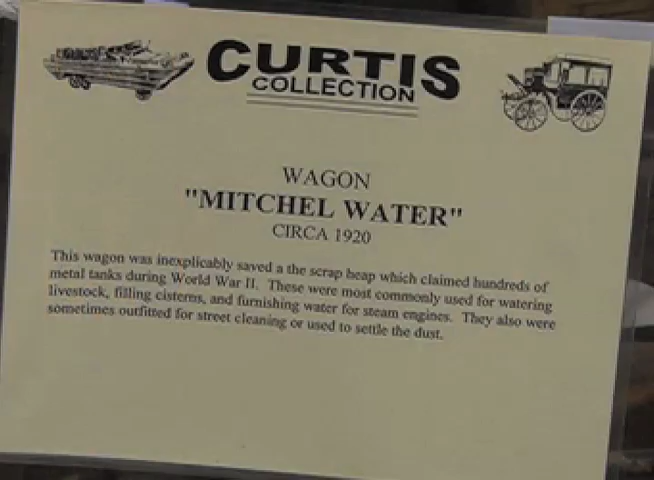 CURTIS
COLLECTION
WAGON
"MITCHEL WATER"
CIRCA 1920
This wagon was inexplicably saved a the scrap heap which claimed hundreds of
metal tanks during World War II. These were most commonly used for watering
livestock, filling cisterns, and furnishing water for steam engines. They also were
sometimes outfitted for street cleaning or used to settle the dust.